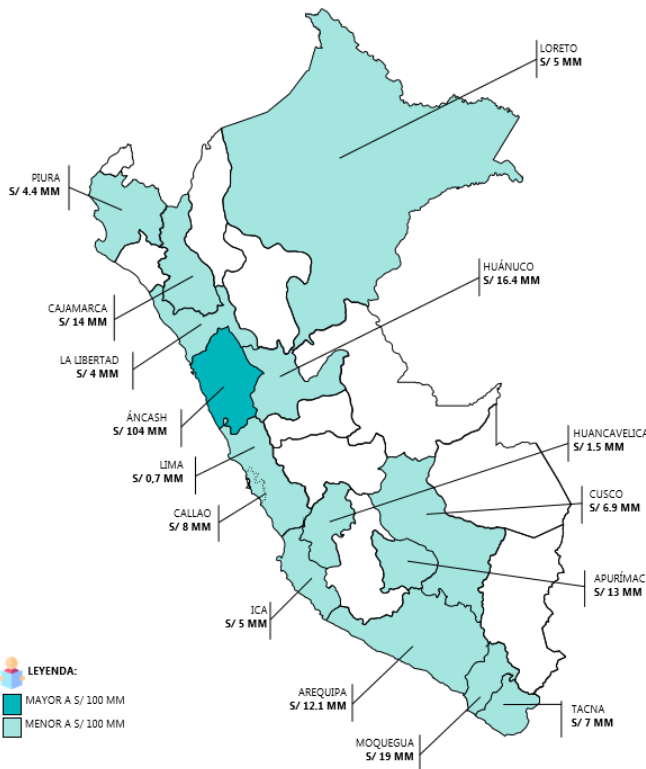 LORETO
S/ 5 MM
PIURA
S/ 4.4 MM
HUÁNUCO
S/ 16.4 MM
CAJAMARCA
S/ 14 MM
LA LIBERTAD
S/ 4 MM
ÁNCASH
S/ 104 MM
HUANCAVELICA
S/ 1.5 MM
LIMA
S/ 0,7 MM
CUSCO
S/ 6.9 MM
CALLAO
S/ 8 MM
APURÍMAC
S/ 13 MM
ICA
S/ 5 MM
LEYENDA:
MAYOR A S/ 100 MM
MENOR A S/ 100 MM
AREQUIPA
S/ 12.1 MM
TACNA
S/ 7 MM
MOQUEGUA
S/ 19 MM